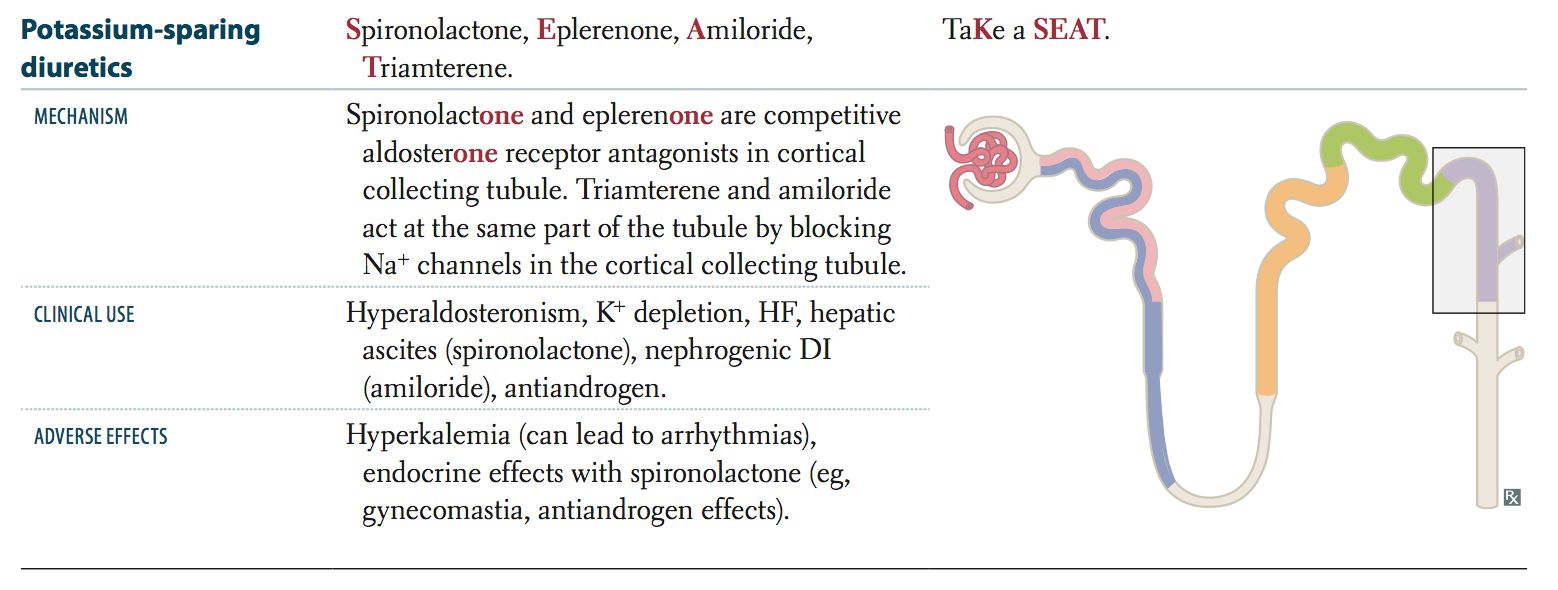 Potassium-sparing
diuretics
Spironolactone, Eplerenone, Amiloride,
Triamterene.
TaKe a SEAT.
MECHANISM
Spironolactone and eplerenone are competitive
aldosterone receptor antagonists in cortical
collecting tubule. Triamterene and amiloride
act at the same part of the tubule by blocking
Na⁺ channels in the cortical collecting tubule.
CLINICAL USE
Hyperaldosteronism, K⁺ depletion, HF, hepatic
ascites (spironolactone), nephrogenic DI
(amiloride), antiandrogen.
ADVERSE EFFECTS
Hyperkalemia (can lead to arrhythmias),
endocrine effects with spironolactone (eg,
gynecomastia, antiandrogen effects).
Rx